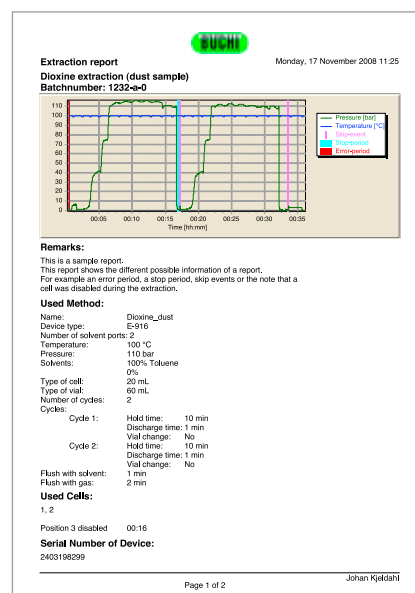 BUCHI
Extraction report
Monday, 17 November 2008 11:25
Dioxine extraction (dust sample)
Batchnumber: 1232-a-0
110
100
90
80
70
60
50
40
30
20
10
0
00:05 00:10 00:15 00:20 00:25 00:30 00:35
Time [hh:mm]
Pressure [bar]
Temperature [°C]
Skip-event
Stop-period
Error-period
Remarks:
This is a sample report.
This report shows the different possible information of a report.
For example an error period, a stop period, skip events or the note that a
cell was disabled during the extraction.
Used Method:
Name: Dioxine_dust
Device type: E-916
Number of solvent ports: 2
Temperature: 100 °C
Pressure: 110 bar
Solvents: 100% Toluene
0%
Type of cell: 20 mL
Type of vial: 60 mL
Number of cycles: 2
Cycles:
Cycle 1: Hold time: 10 min
Discharge time: 1 min
Vial change: No
Cycle 2: Hold time: 10 min
Discharge time: 1 min
Vial change: No
Flush with solvent: 1 min
Flush with gas: 2 min
Used Cells:
1, 2
Position 3 disabled 00:16
Serial Number of Device:
2403198299
Johan Kjeldahl
Page 1 of 2